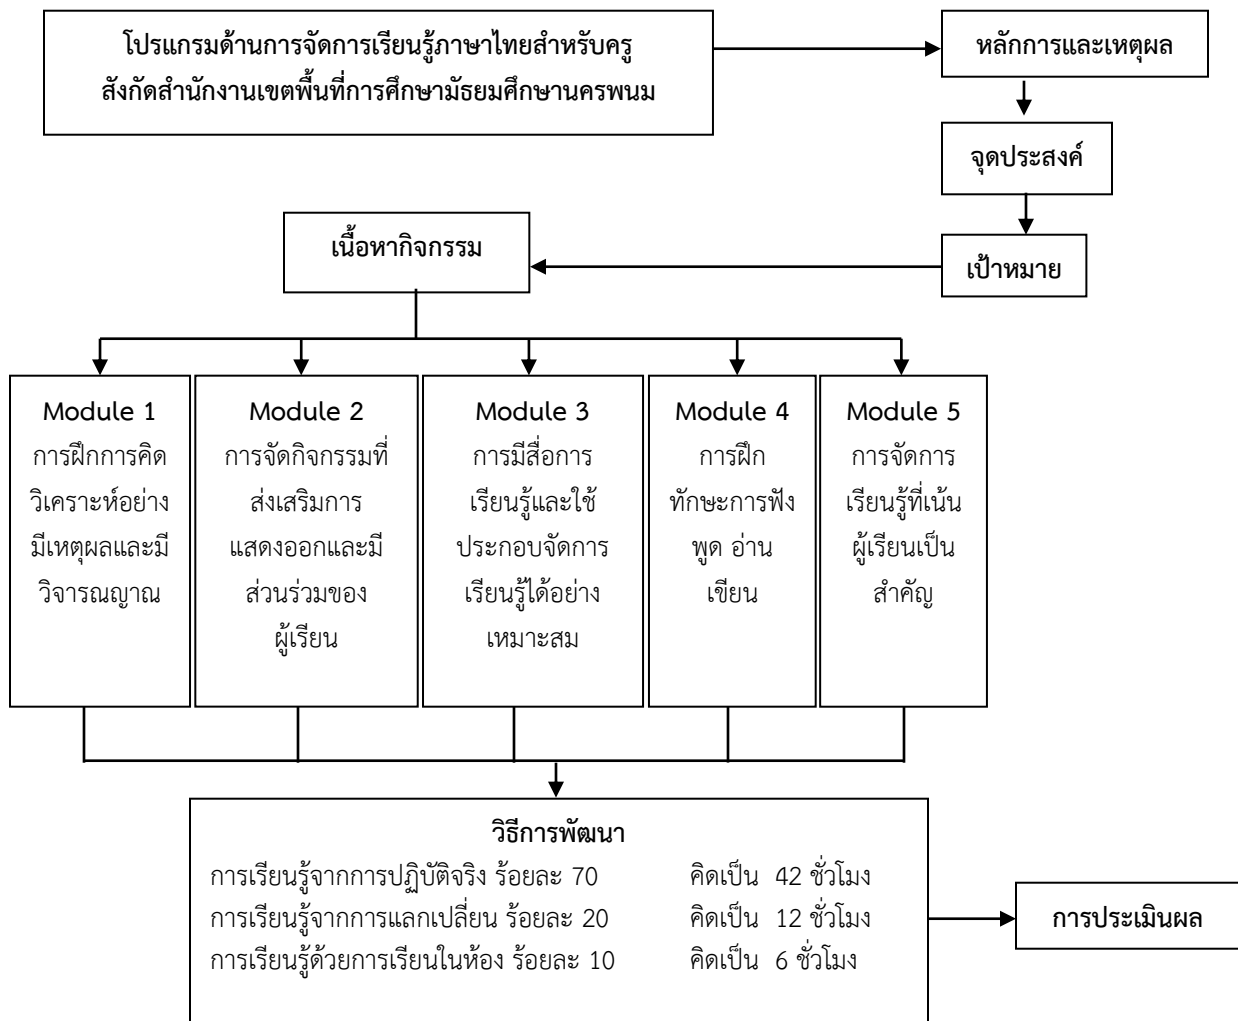 โปรแกรมด้านการจัดการเรียนรู้ภาษาไทยสำหรับครู
สังกัดสำนักงานเขตพื้นที่การศึกษามัธยมศึกษานครพนม
หลักการและเหตุผล
จุดประสงค์
เป้าหมาย
เนื้อหากิจกรรม
Module 1
การฝึกการคิด
วิเคราะห์อย่าง
มีเหตุผลและมี
วิจารณญาณ
Module 2
การจัดกิจกรรมที่
ส่งเสริมการ
แสดงออกและมี
ส่วนร่วมของ
ผู้เรียน
Module 3
การมีสื่อการ
เรียนรู้และใช้
ประกอบจัดการ
เรียนรู้ได้อย่าง
เหมาะสม
Module 4
การฝึก
ทักษะการฟัง
พูด อ่าน
เขียน
Module 5
การจัดการ
เรียนรู้ที่เน้น
ผู้เรียนเป็น
สำคัญ
วิธีการพัฒนา
การเรียนรู้จากการปฏิบัติจริง ร้อยละ 70 คิดเป็น 42 ชั่วโมง
การเรียนรู้จากการแลกเปลี่ยน ร้อยละ 20 คิดเป็น 12 ชั่วโมง
การเรียนรู้ด้วยการเรียนในห้อง ร้อยละ 10 คิดเป็น 6 ชั่วโมง
การประเมินผล